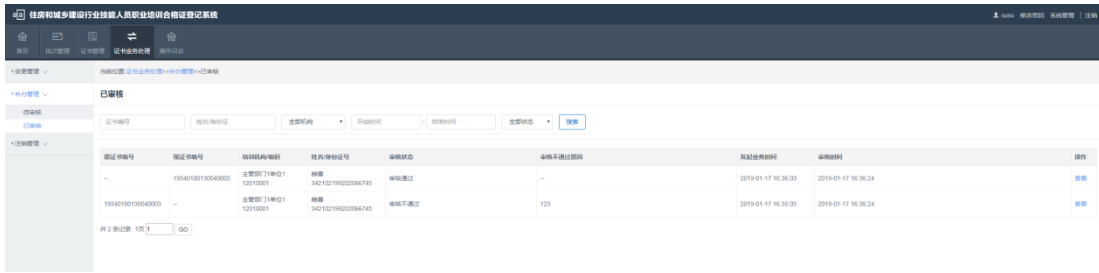 住房和城乡建设行业技能人员职业培训合格证登记系统
修改密码 系统管理 | 注销
首页 批次管理 证书管理 证书业务处理 操作日志
变更管理
当前位置:证书业务处理>>补办管理>>已审核
补办管理
已审核
待审核
已审核
证书编号 姓名/身份证 全部机构 开始时间 - 结束时间 全部状态 搜索
注销管理
原证书编号 现证书编号 培训机构/编码 姓名/身份证号 审核状态 审核不通过原因 发起业务时间 审核时间 操作
-- 19340100130040003 主管部门1单位1 12010001 342102199202066745 审核通过 -- 2019-01-17 16:36:03 2019-01-17 16:36:24 查看
19340100130040003 -- 主管部门1单位1 12010001 342102199202066745 审核不通过 123 2019-01-17 16:35:05 2019-01-17 16:36:24 查看
共 2 条记录 1页 1 GO